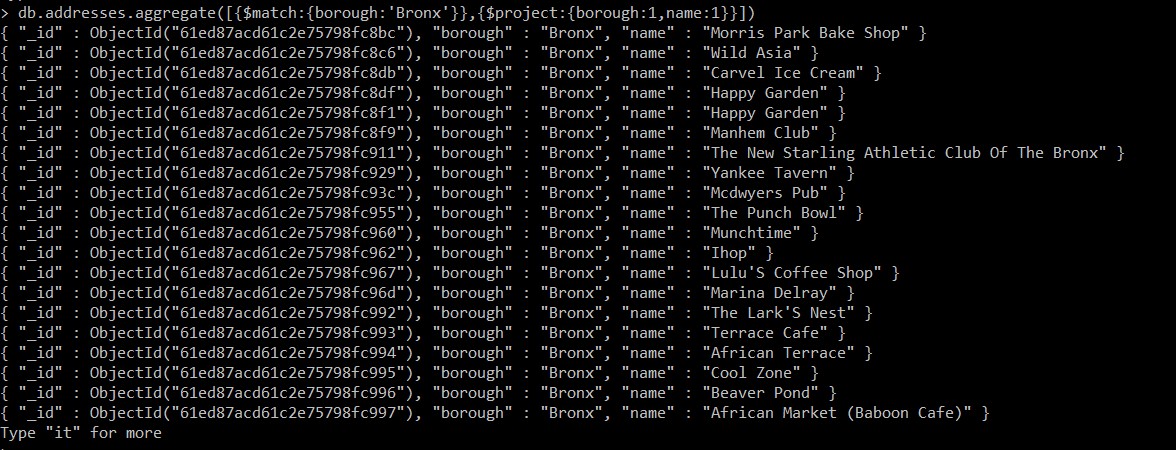 > db.addresses.aggregate([{$match:{borough:'Bronx'}},{$project:{borough:1,name:1}}])
{ "_id" : ObjectId("61ed87acd61c2e75798fc8bc"), "borough" : "Bronx", "name" : "Morris Park Bake Shop" }
{ "_id" : ObjectId("61ed87acd61c2e75798fc8c6"), "borough" : "Bronx", "name" : "Wild Asia" }
{ "_id" : ObjectId("61ed87acd61c2e75798fc8db"), "borough" : "Bronx", "name" : "Carvel Ice Cream" }
{ "_id" : ObjectId("61ed87acd61c2e75798fc8df"), "borough" : "Bronx", "name" : "Happy Garden" }
{ "_id" : ObjectId("61ed87acd61c2e75798fc8f1"), "borough" : "Bronx", "name" : "Happy Garden" }
{ "_id" : ObjectId("61ed87acd61c2e75798fc8f9"), "borough" : "Bronx", "name" : "Manhem Club" }
{ "_id" : ObjectId("61ed87acd61c2e75798fc911"), "borough" : "Bronx", "name" : "The New Starling Athletic Club Of The Bronx" }
{ "_id" : ObjectId("61ed87acd61c2e75798fc929"), "borough" : "Bronx", "name" : "Yankee Tavern" }
{ "_id" : ObjectId("61ed87acd61c2e75798fc93c"), "borough" : "Bronx", "name" : "Mcdwyers Pub" }
{ "_id" : ObjectId("61ed87acd61c2e75798fc955"), "borough" : "Bronx", "name" : "The Punch Bowl" }
{ "_id" : ObjectId("61ed87acd61c2e75798fc960"), "borough" : "Bronx", "name" : "Munchtime" }
{ "_id" : ObjectId("61ed87acd61c2e75798fc962"), "borough" : "Bronx", "name" : "Ihop" }
{ "_id" : ObjectId("61ed87acd61c2e75798fc967"), "borough" : "Bronx", "name" : "Lulu'S Coffee Shop" }
{ "_id" : ObjectId("61ed87acd61c2e75798fc96d"), "borough" : "Bronx", "name" : "Marina Delray" }
{ "_id" : ObjectId("61ed87acd61c2e75798fc992"), "borough" : "Bronx", "name" : "The Lark'S Nest" }
{ "_id" : ObjectId("61ed87acd61c2e75798fc993"), "borough" : "Bronx", "name" : "Terrace Cafe" }
{ "_id" : ObjectId("61ed87acd61c2e75798fc994"), "borough" : "Bronx", "name" : "African Terrace" }
{ "_id" : ObjectId("61ed87acd61c2e75798fc995"), "borough" : "Bronx", "name" : "Cool Zone" }
{ "_id" : ObjectId("61ed87acd61c2e75798fc996"), "borough" : "Bronx", "name" : "Beaver Pond" }
{ "_id" : ObjectId("61ed87acd61c2e75798fc997"), "borough" : "Bronx", "name" : "African Market (Baboon Cafe)" }
Type "it" for more